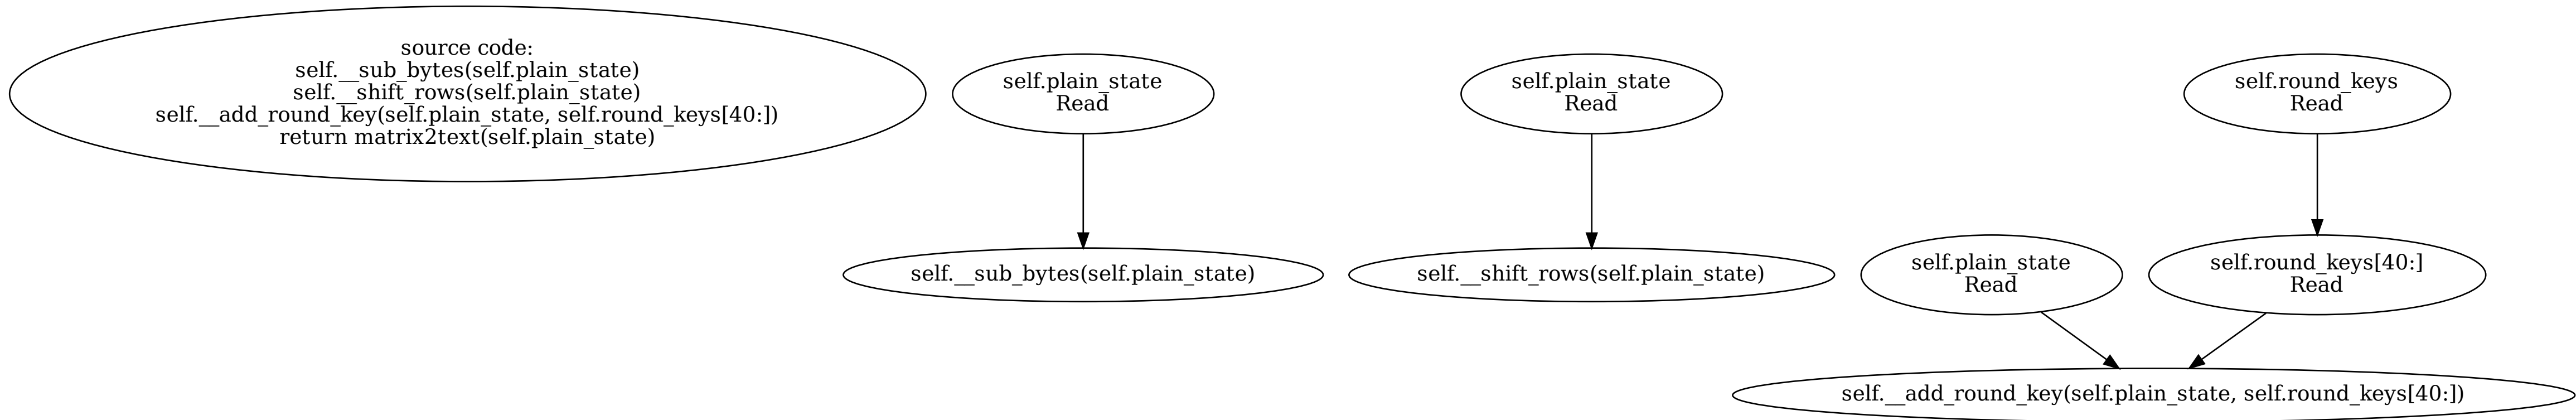 source code:
self.__sub_bytes(self.plain_state)
self.__shift_rows(self.plain_state)
self.__add_round_key(self.plain_state, self.round_keys[40:])
return matrix2text(self.plain_state)
self.plain_state
Read
self.plain_state
Read
self.round_keys
Read
self.__sub_bytes(self.plain_state)
self.__shift_rows(self.plain_state)
self.plain_state
Read
self.round_keys[40:]
Read
self.__add_round_key(self.plain_state, self.round_keys[40:])